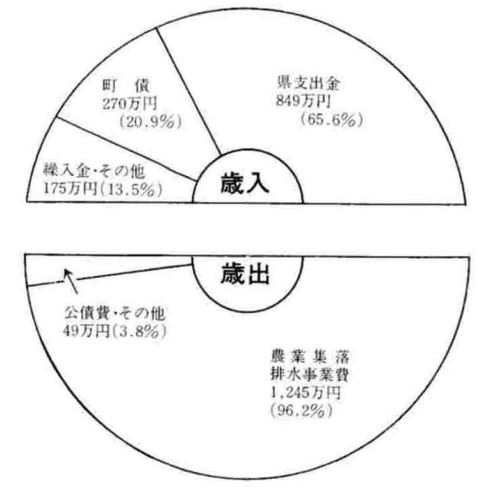 町債
270万円
(20.9%)
県支出金
849万円
(65.6%)
繰入金・その他
175万円(13.5%)
歳入
歳出
公債費・その他
49万円(3.8%)
農業集落
排水事業費
1,245万円
(96.2%)